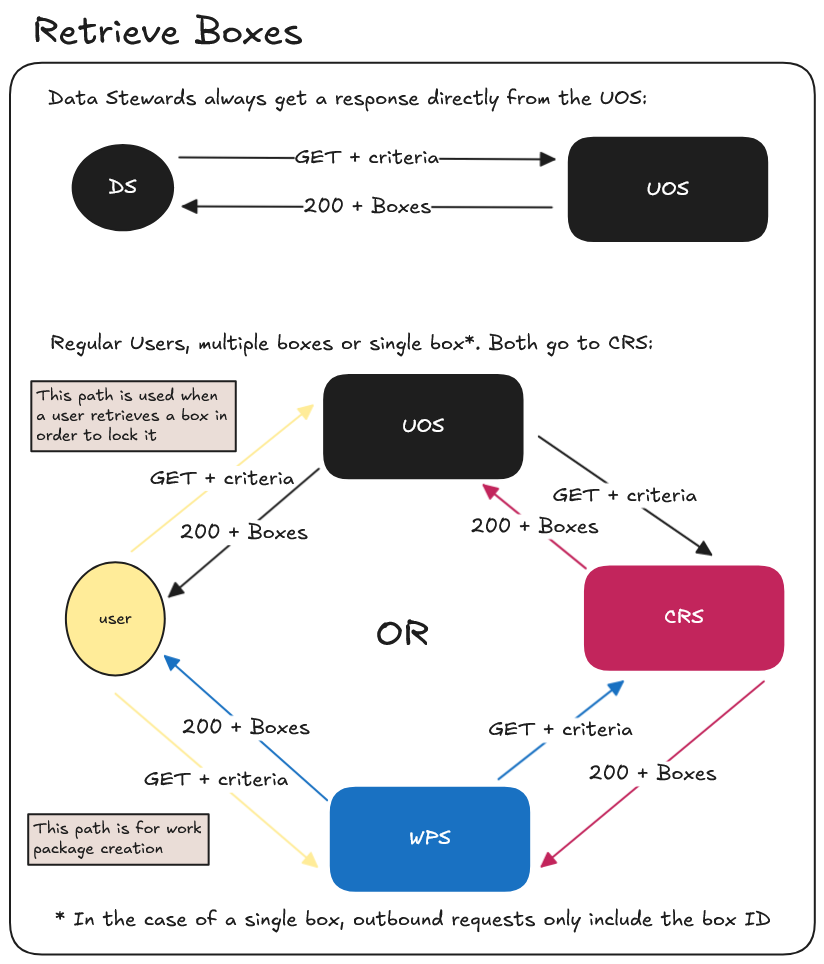 Retrieve Boxes
Data Stewards always get a response directly from the UOS:
GET + criteria
DS
UOS
200 + Boxes
Regular Users, multiple boxes or single box*. Both go to CRS:
This path is used when
a user retrieves a box in
order to lock it
UOS
GET + criteria
GET + criteria
200 + Boxes
200 + Boxes
user
CRS
OR
200 + Boxes
GET + criteria
GET + criteria
200 + Boxes
This path is for work
package creation
WPS
* In the case of a single box, outbound requests only include the box ID